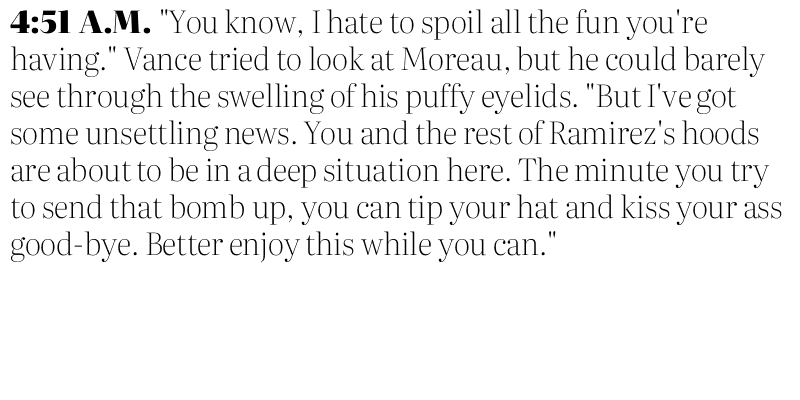 4:51 A.M. "You know, I hate to spoil all the fun you're
having." Vance tried to look at Moreau, but he could barely
see through the swelling of his puffy eyelids. "But I've got
some unsettling news. You and the rest of Ramirez's hoods
are about to be in a deep situation here. The minute you try
to send that bomb up, you can tip your hat and kiss your ass
good-bye. Better enjoy this while you can."